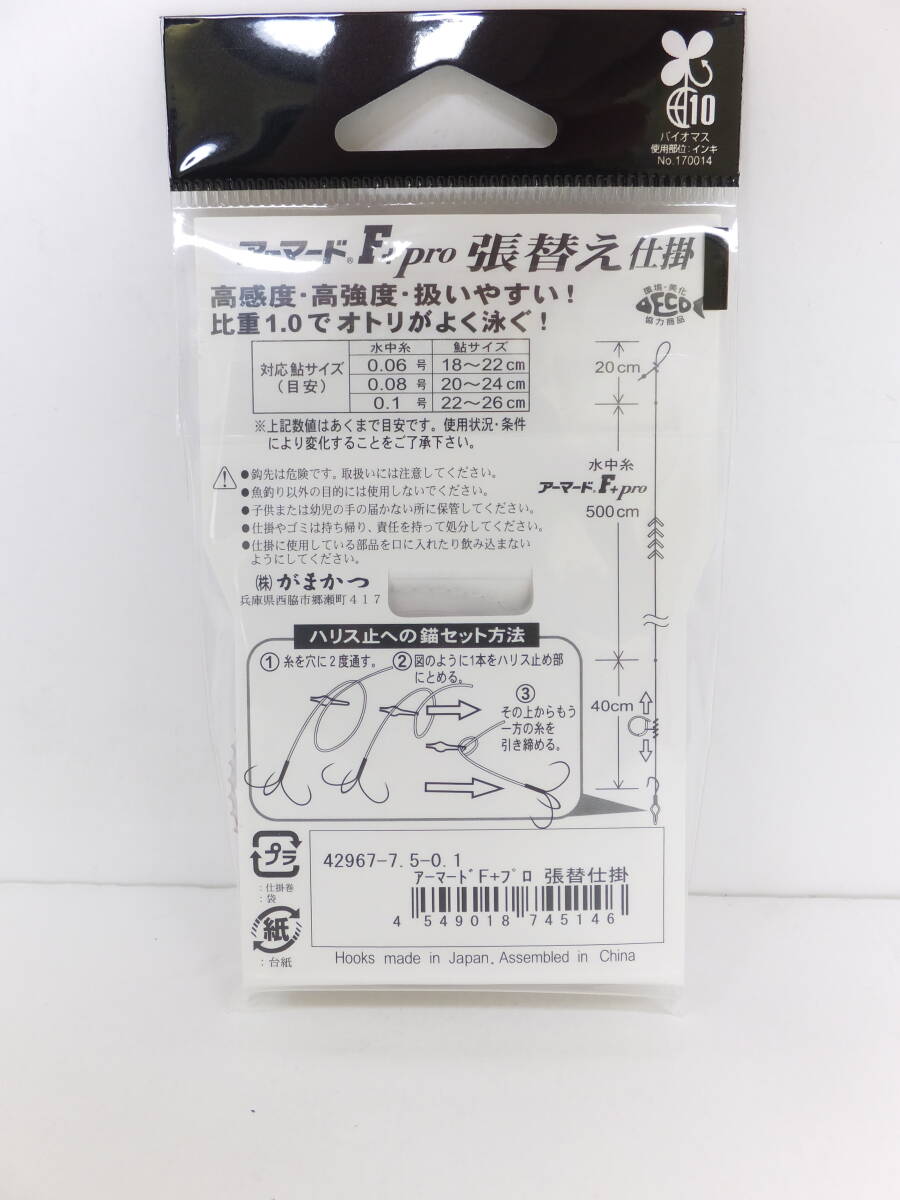 10
バイオマス
使用部位：インキ
No.170014
アーマード® F+pro 張替え仕掛
高感度・高強度・扱いやすい！
比重1.0でオトリがよく泳ぐ！
環境・美化
ECO
協力商品
対応鮎サイズ（目安） 水中糸 鮎サイズ
0.06 号 18〜22cm
0.08 号 20〜24cm
0.1 号 22〜26cm
※上記数値はあくまで目安です。使用状況・条件
により変化することをご了承下さい。
●鈎先は危険です。取扱いには注意してください。
●魚釣り以外の目的には使用しないでください。
●子供または幼児の手の届かない所に保管してください。
●仕掛やゴミは持ち帰り、責任を持って処分してください。
●仕掛に使用している部品を口に入れたり飲み込まない
ようにしてください。
㈱がまかつ
兵庫県西脇市郷瀬町417
20cm
水中糸
アーマード® F+pro
500cm
40cm
ハリス止への錨セット方法
①糸を穴に2度通す。
②図のように1本をハリス止め部
にとめる。
③
その上からもう
一方の糸を
引き締める。
プラ
：仕掛巻
：袋
紙
：台紙
42967-7.5-0.1
アーマードF+プロ 張替仕掛
4 549018 745146
Hooks made in Japan. Assembled in China